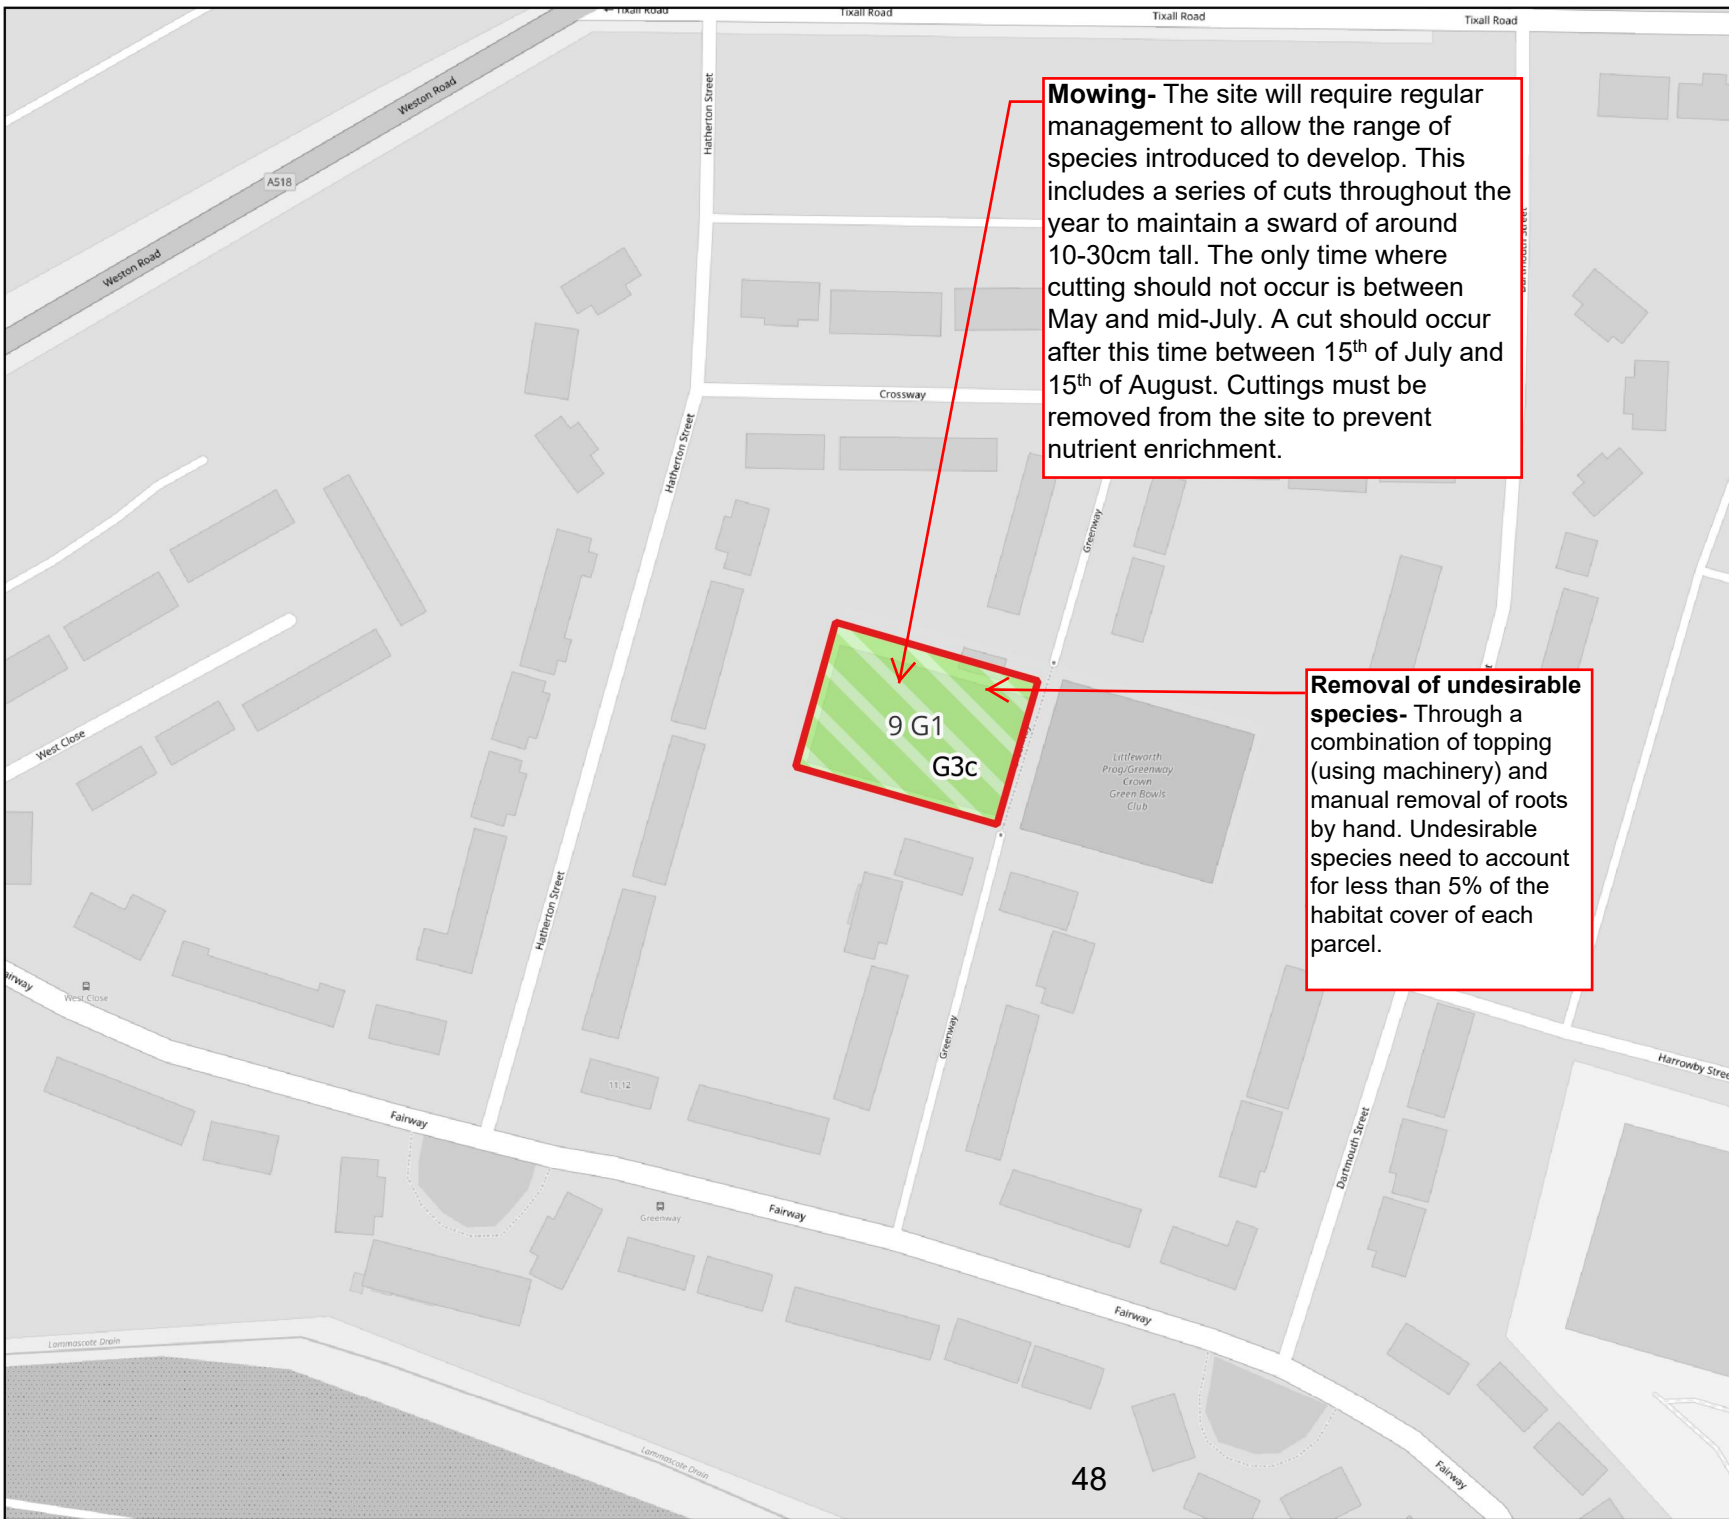 Tixall Road
Tixall Road
Tixall Road
Tixall Road
Weston Road
A518
Weston Road
Hatherton Street
Mowing- The site will require regular
management to allow the range of
species introduced to develop. This
includes a series of cuts throughout the
year to maintain a sward of around
10-30cm tall. The only time where
cutting should not occur is between
May and mid-July. A cut should occur
after this time between 15th of July and
15th of August. Cuttings must be
removed from the site to prevent
nutrient enrichment.
Dartmouth Street
Crossway
Hatherton Street
Greenway
9 G1
G3c
Littleworth
Prog/Greenway
Crown
Green Bowls
Club
Removal of undesirable
species- Through a
combination of topping
(using machinery) and
manual removal of roots
by hand. Undesirable
species need to account
for less than 5% of the
habitat cover of each
parcel.
West Close
Hatherton Street
Fairway
West Close
Greenway
Harrowby Stree
11,12
Fairway
Dartmouth Street
Greenway
Fairway
Fairway
Lammascote Drain
Lammascote Drain
Fairway
48